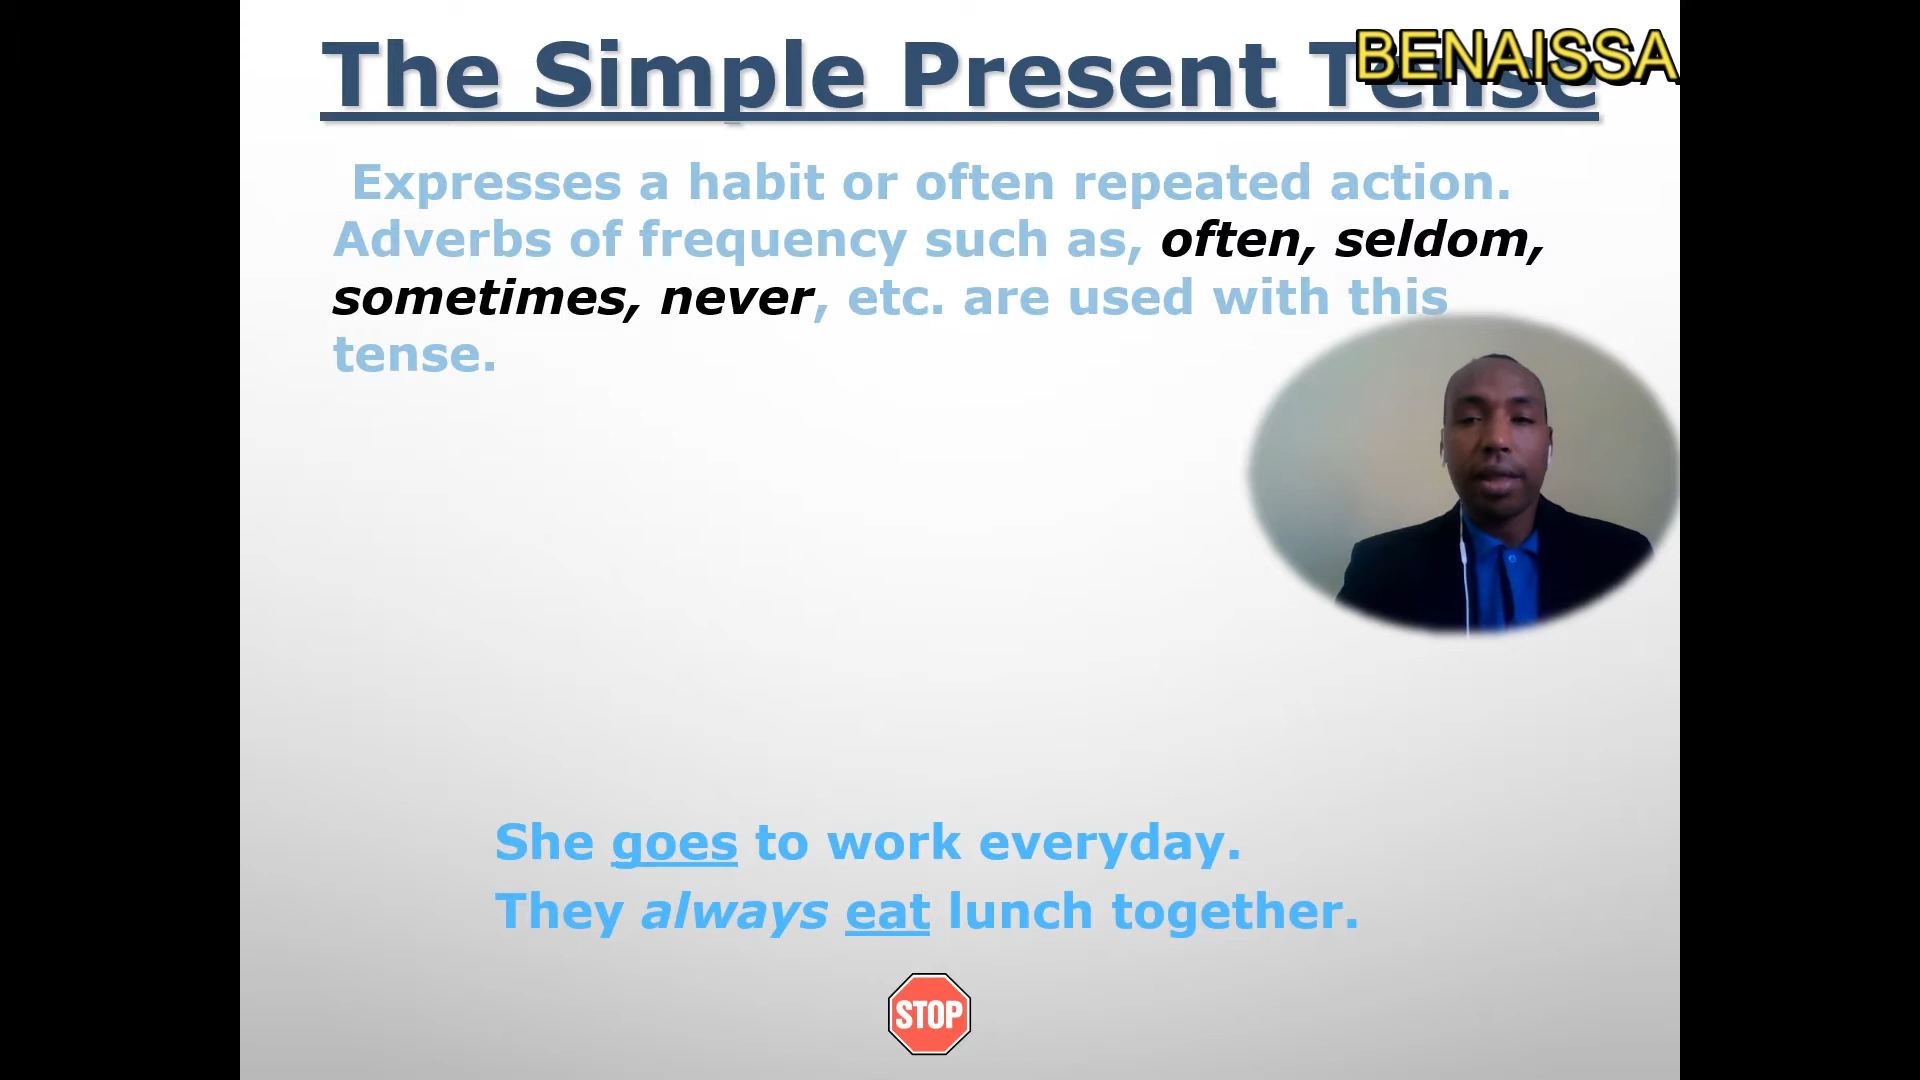 The Simple Present Tense
BENAISSA
Expresses a habit or often repeated action.
Adverbs of frequency such as, often, seldom,
sometimes, never, etc. are used with this
tense.
She goes to work everyday.
They always eat lunch together.
STOP